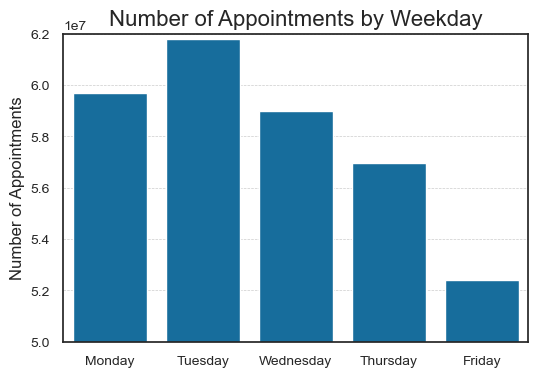 Number of Appointments by Weekday
1e7
6.2
6.0
5.8
5.6
5.4
5.2
5.0
Number of Appointments
Monday Tuesday Wednesday Thursday Friday